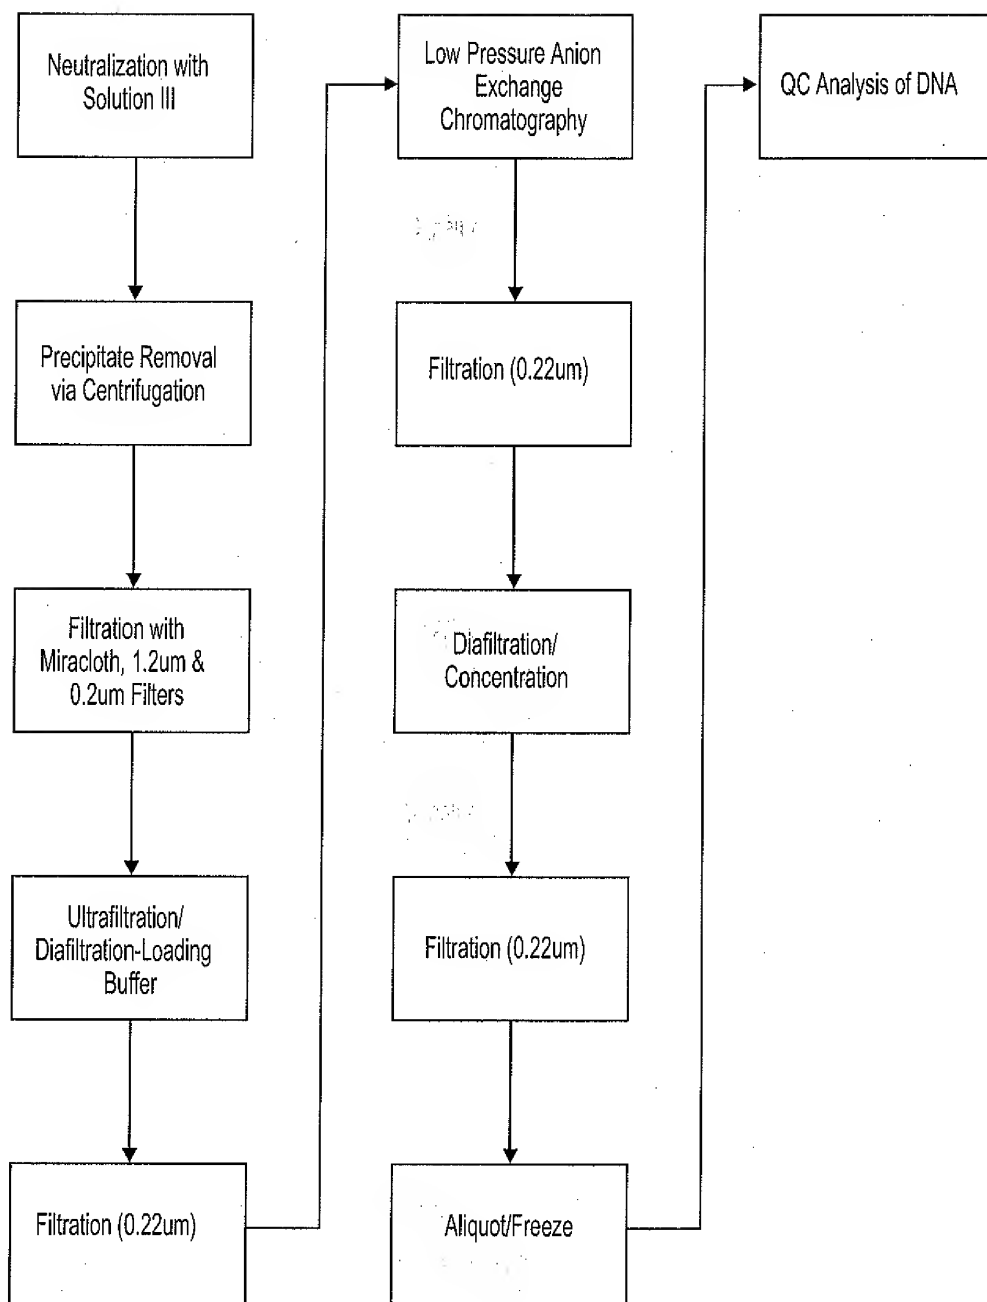 Neutralization with
Solution III
Precipitate Removal
via Centrifugation
Filtration with
Miracloth, 1.2um &
0.2um Filters
Ultrafiltration/
Diafiltration-Loading
Buffer
Filtration (0.22um)
Low Pressure Anion
Exchange
Chromatography
Filtration (0.22um)
Diafiltration/
Concentration
Filtration (0.22um)
Aliquot/Freeze
QC Analysis of DNA